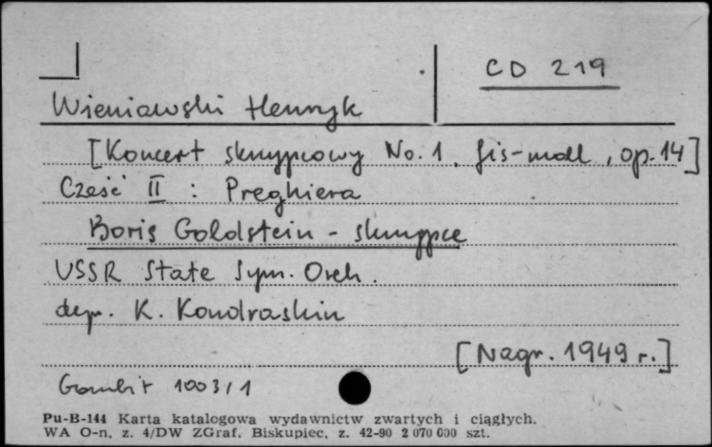 CD 219
Wieniawski Henryk
[Koncert skrzypcowy No. 1, fis-moll, op. 14]
Cześć II : Preghiera
Boris Goldstein - skrzypce
USSR State Sym. Orch.
dyr. K. Kondraskin
[Nagr. 1949 r.]
Gambit 1003/1
Pu-B-144 Karta katalogowa wydawnictw zwartych i ciągłych.
WA O-n, z. 4/DW ZGraf. Biskupiec, z. 42-90 2 070 000 szt.